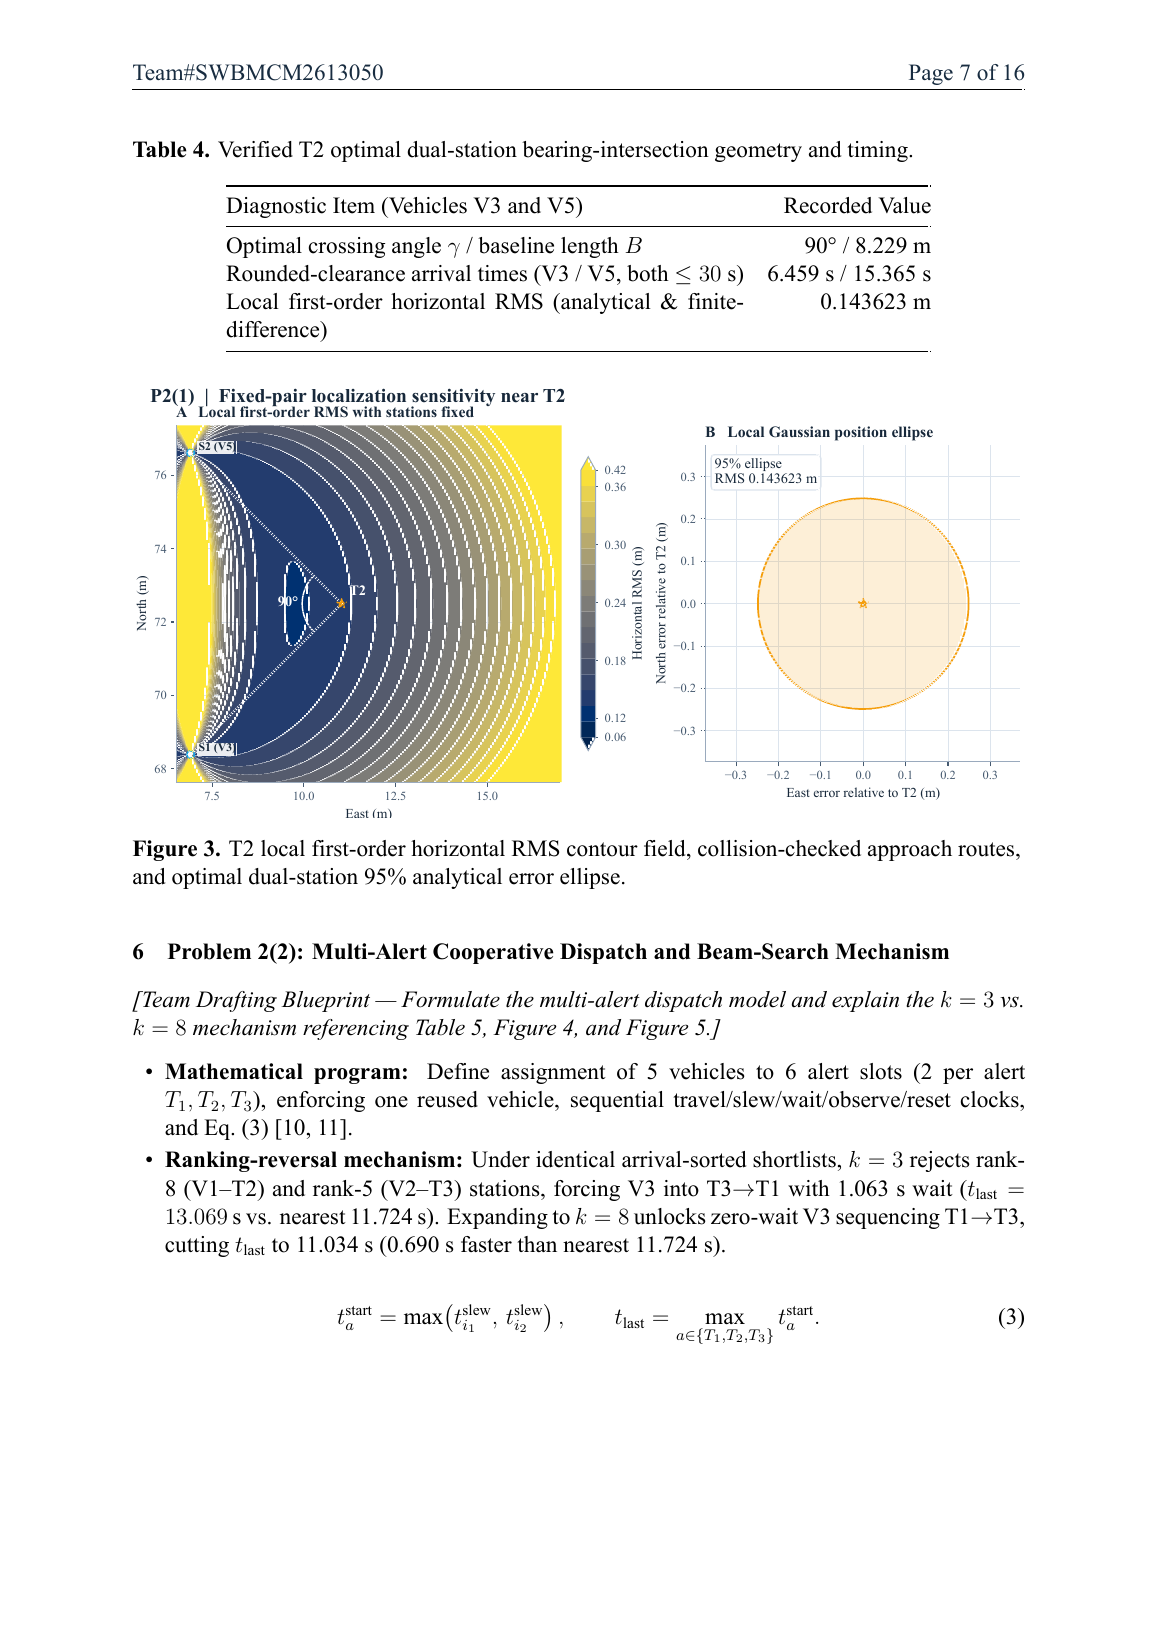 Team#SWBMCM2613050 Page 7 of 16
Table 4. Verified T2 optimal dual-station bearing-intersection geometry and timing.
Diagnostic Item (Vehicles V3 and V5) Recorded Value
Optimal crossing angle γ / baseline length B 90° / 8.229 m
Rounded-clearance arrival times (V3 / V5, both ≤ 30 s) 6.459 s / 15.365 s
Local first-order horizontal RMS (analytical & finite- 0.143623 m
difference)
P2(1) | Fixed-pair localization sensitivity near T2
A Local first-order RMS with stations fixed
S2 (V5)
90°
T2
S1 (V3)
76
74
72
70
68
North (m)
7.5 10.0 12.5 15.0
East (m)
0.42
0.36
0.30
0.24
0.18
0.12
0.06
Horizontal RMS (m)
B Local Gaussian position ellipse
95% ellipse
RMS 0.143623 m
0.3
0.2
0.1
0.0
−0.1
−0.2
−0.3
North error relative to T2 (m)
−0.3 −0.2 −0.1 0.0 0.1 0.2 0.3
East error relative to T2 (m)
Figure 3. T2 local first-order horizontal RMS contour field, collision-checked approach routes,
and optimal dual-station 95% analytical error ellipse.
6 Problem 2(2): Multi-Alert Cooperative Dispatch and Beam-Search Mechanism
[Team Drafting Blueprint — Formulate the multi-alert dispatch model and explain the k = 3 vs.
k = 8 mechanism referencing Table 5, Figure 4, and Figure 5.]
• Mathematical program: Define assignment of 5 vehicles to 6 alert slots (2 per alert
T₁, T₂, T₃), enforcing one reused vehicle, sequential travel/slew/wait/observe/reset clocks,
and Eq. (3) [10, 11].
• Ranking-reversal mechanism: Under identical arrival-sorted shortlists, k = 3 rejects rank-
8 (V1–T2) and rank-5 (V2–T3) stations, forcing V3 into T3→T1 with 1.063 s wait (t_last =
13.069 s vs. nearest 11.724 s). Expanding to k = 8 unlocks zero-wait V3 sequencing T1→T3,
cutting t_last to 11.034 s (0.690 s faster than nearest 11.724 s).
t_a^start = max(t_{i_1}^slew, t_{i_2}^slew), t_last = max_{a∈{T₁,T₂,T₃}} t_a^start. (3)